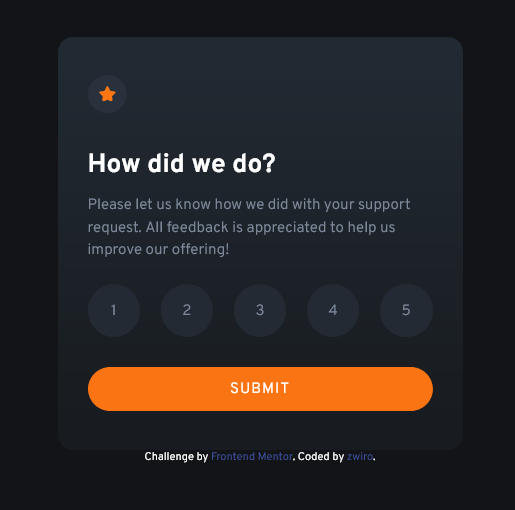 How did we do?
Please let us know how we did with your support
request. All feedback is appreciated to help us
improve our offering!
1 2 3 4 5
SUBMIT
Challenge by Frontend Mentor. Coded by zwiro.